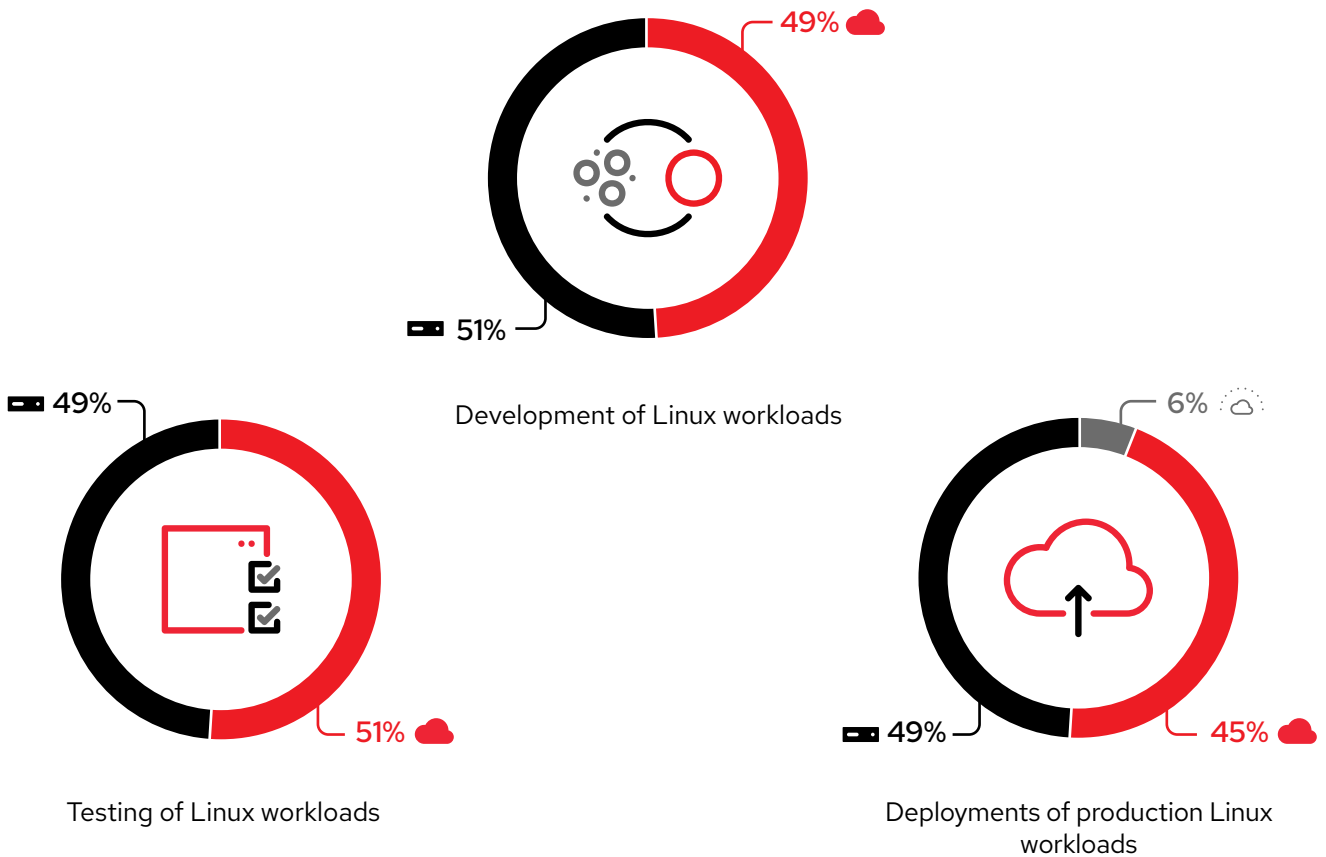 49%
51%
Development of Linux workloads
49%
51%
Testing of Linux workloads
6%
49%
45%
Deployments of production Linux
workloads